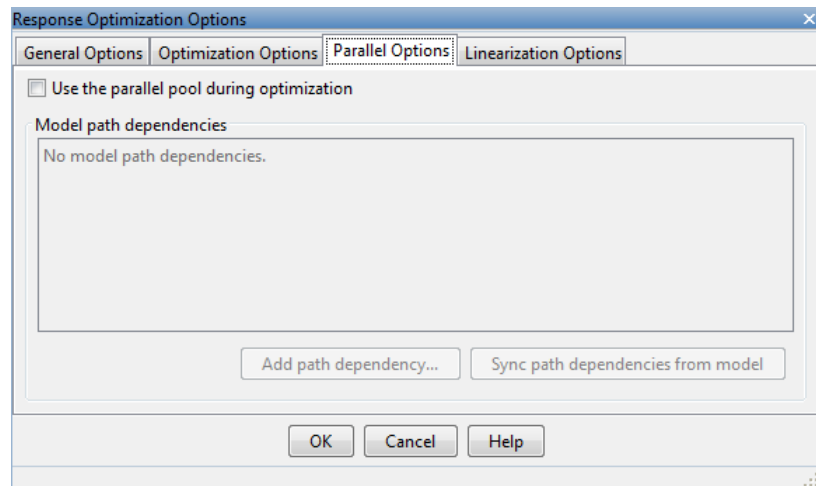 Response Optimization Options
General Options Optimization Options Parallel Options Linearization Options
Use the parallel pool during optimization
Model path dependencies
No model path dependencies.
Add path dependency... Sync path dependencies from model
OK Cancel Help